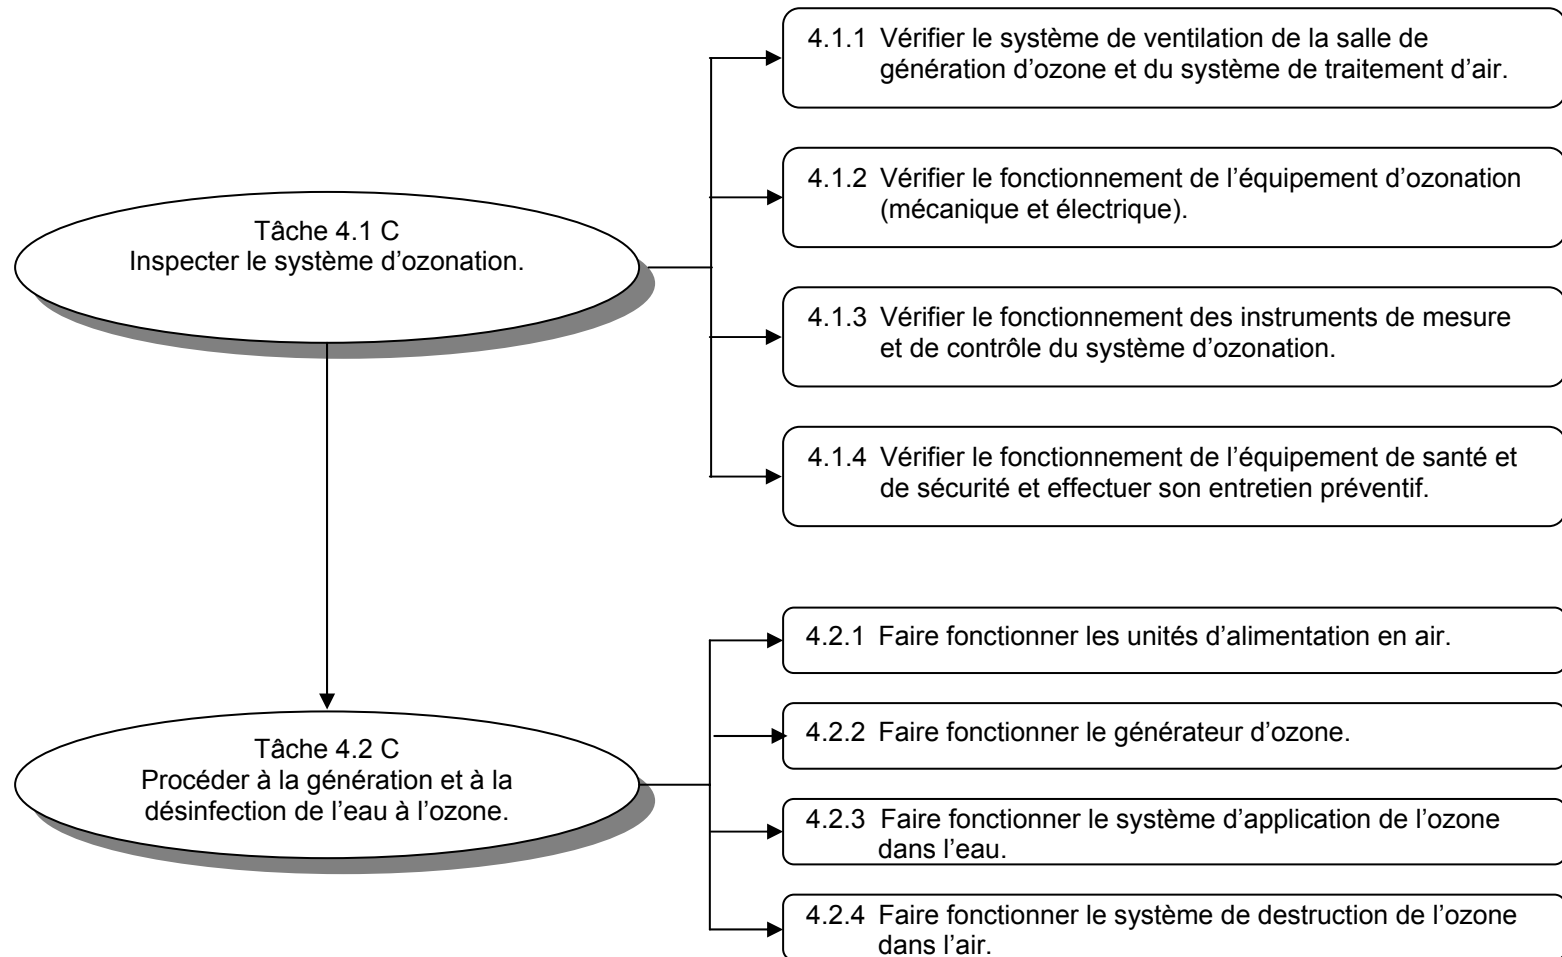 Tâche 4.1 C
Inspecter le système d’ozonation.
4.1.1 Vérifier le système de ventilation de la salle de
génération d’ozone et du système de traitement d’air.
4.1.2 Vérifier le fonctionnement de l’équipement d’ozonation
(mécanique et électrique).
4.1.3 Vérifier le fonctionnement des instruments de mesure
et de contrôle du système d’ozonation.
4.1.4 Vérifier le fonctionnement de l’équipement de santé et
de sécurité et effectuer son entretien préventif.
Tâche 4.2 C
Procéder à la génération et à la
désinfection de l’eau à l’ozone.
4.2.1 Faire fonctionner les unités d’alimentation en air.
4.2.2 Faire fonctionner le générateur d’ozone.
4.2.3 Faire fonctionner le système d’application de l’ozone
dans l’eau.
4.2.4 Faire fonctionner le système de destruction de l’ozone
dans l’air.